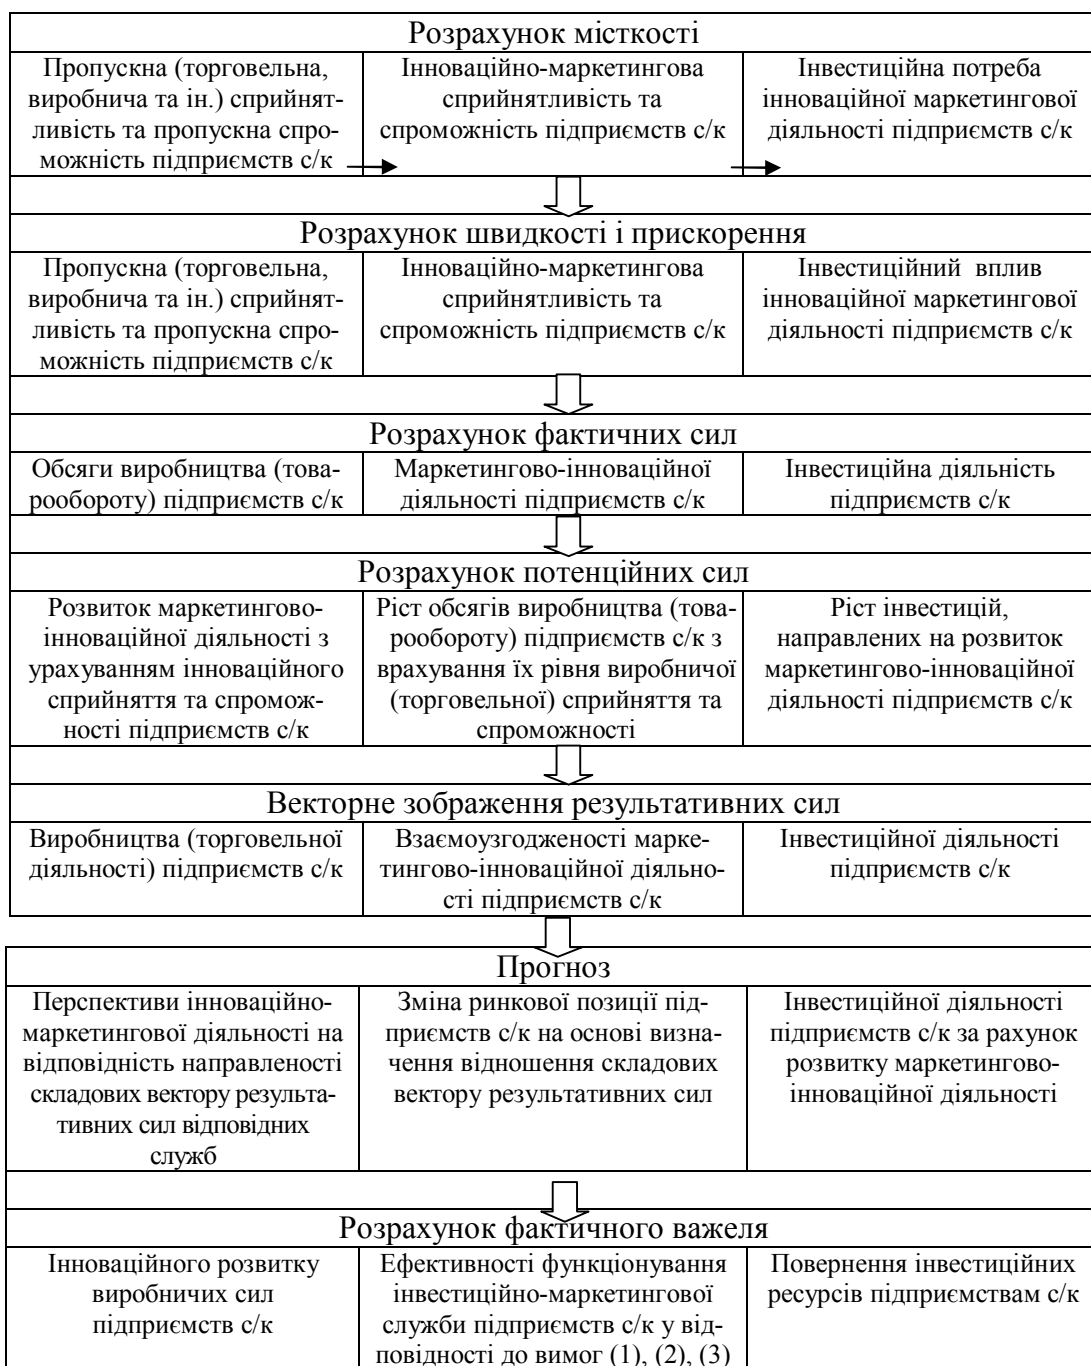 Розрахунок місткості
Пропускна (торговельна,
виробнича та ін.) сприйнят-
ливість та пропускна спро-
можність підприємств с/к
Інноваційно-маркетингова
сприйнятливість та
спроможність підприємств с/к
Інвестиційна потреба
інноваційної маркетингової
діяльності підприємств с/к
Розрахунок швидкості і прискорення
Пропускна (торговельна,
виробнича та ін.) сприйнят-
ливість та пропускна спро-
можність підприємств с/к
Інноваційно-маркетингова
сприйнятливість та
спроможність підприємств с/к
Інвестиційний вплив
інноваційної маркетингової
діяльності підприємств с/к
Розрахунок фактичних сил
Обсяги виробництва (това-
рообороту) підприємств с/к
Маркетингово-інноваційної
діяльності підприємств с/к
Інвестиційна діяльність
підприємств с/к
Розрахунок потенційних сил
Розвиток маркетингово-
інноваційної діяльності з
урахуванням інноваційного
сприйняття та спромож-
ності підприємств с/к
Ріст обсягів виробництва (това-
рообороту) підприємств с/к з
врахування їх рівня виробничої
(торговельної) сприйняття та
спроможності
Ріст інвестицій,
направлених на розвиток
маркетингово-інноваційної
діяльності підприємств с/к
Векторне зображення результативних сил
Виробництва (торговельної
діяльності) підприємств с/к
Взаємоузгодженості марке-
тингово-інноваційної діяльно-
сті підприємств с/к
Інвестиційної діяльності
підприємств с/к
Прогноз
Перспективи інноваційно-
маркетингової діяльності на
відповідність направленості
складових вектору результа-
тивних сил відповідних
служб
Зміна ринкової позиції під-
приємств с/к на основі визна-
чення відношення складових
вектору результативних сил
Інвестиційної діяльності
підприємств с/к за рахунок
розвитку маркетингово-
інноваційної діяльності
Розрахунок фактичного важеля
Інноваційного розвитку
виробничих сил
підприємств с/к
Ефективності функціонування
інвестиційно-маркетингової
служби підприємств с/к у від-
повідності до вимог (1), (2), (3)
Повернення інвестиційних
ресурсів підприємствам с/к